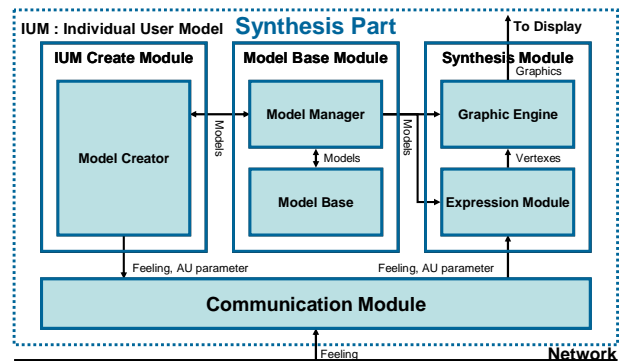 Synthesis Part
IUM : Individual User Model
To Display
IUM Create Module
Model Base Module
Synthesis Module
Graphics
Model Creator
Model Manager
Graphic Engine
Models
Models
Models
Vertexes
Model Base
Expression Module
Feeling, AU parameter
Feeling, AU parameter
Communication Module
Feeling
Network